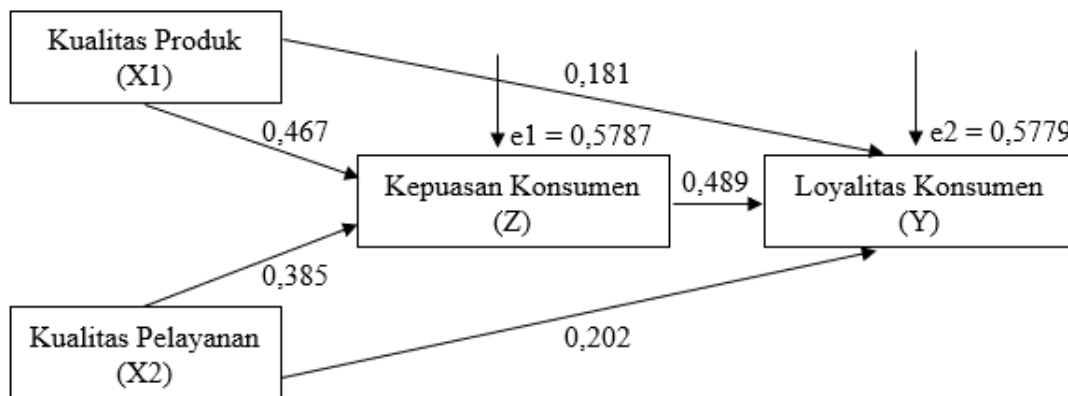 Kualitas Produk
(X1)
0,181
0,467
e1 = 0,5787
e2 = 0,5779
Kepuasan Konsumen
(Z)
0,489
Loyalitas Konsumen
(Y)
0,385
Kualitas Pelayanan
(X2)
0,202